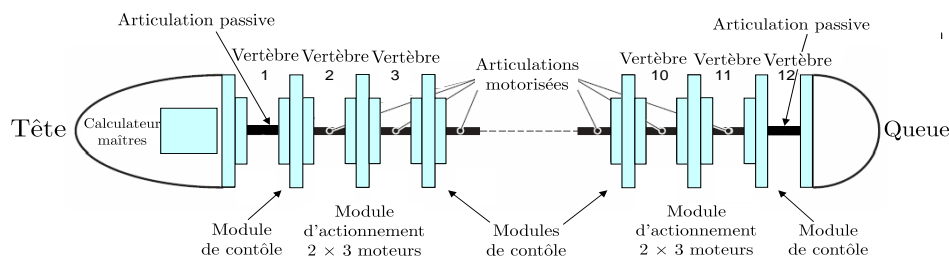 Articulation passive
Articulation passive
Vertèbre Vertèbre Vertèbre
1 2 3
Articulations
motorisées
Vertèbre Vertèbre Vertèbre
10 11 12
Tête
Calculateur
maîtres
Queue
Module
de contôle
Module
d'actionnement
2 × 3 moteurs
Modules
de contôle
Module
d'actionnement
2 × 3 moteurs
Module
de contôle